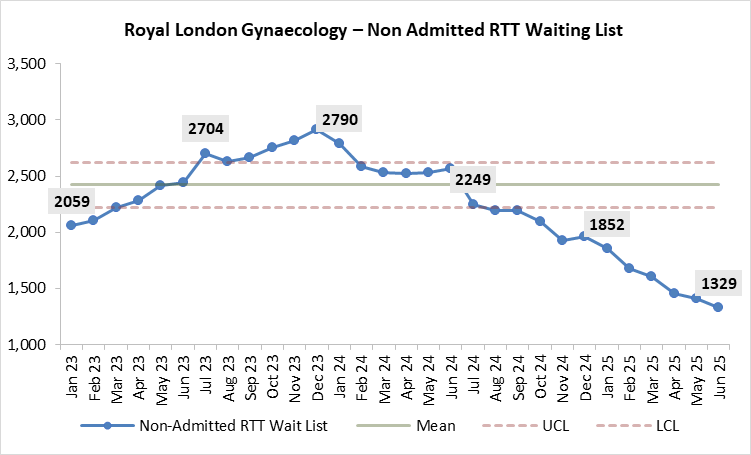 Royal London Gynaecology – Non Admitted RTT Waiting List
3,500
3,000
2,500
2,000
1,500
1,000
2059
2704
2790
2249
1852
1329
Jan 23
Feb 23
Mar 23
Apr 23
May 23
Jun 23
Jul 23
Aug 23
Sep 23
Oct 23
Nov 23
Dec 23
Jan 24
Feb 24
Mar 24
Apr 24
May 24
Jun 24
Jul 24
Aug 24
Sep 24
Oct 24
Nov 24
Dec 24
Jan 25
Feb 25
Mar 25
Apr 25
May 25
Jun 25
Non-Admitted RTT Wait List
Mean
UCL
LCL